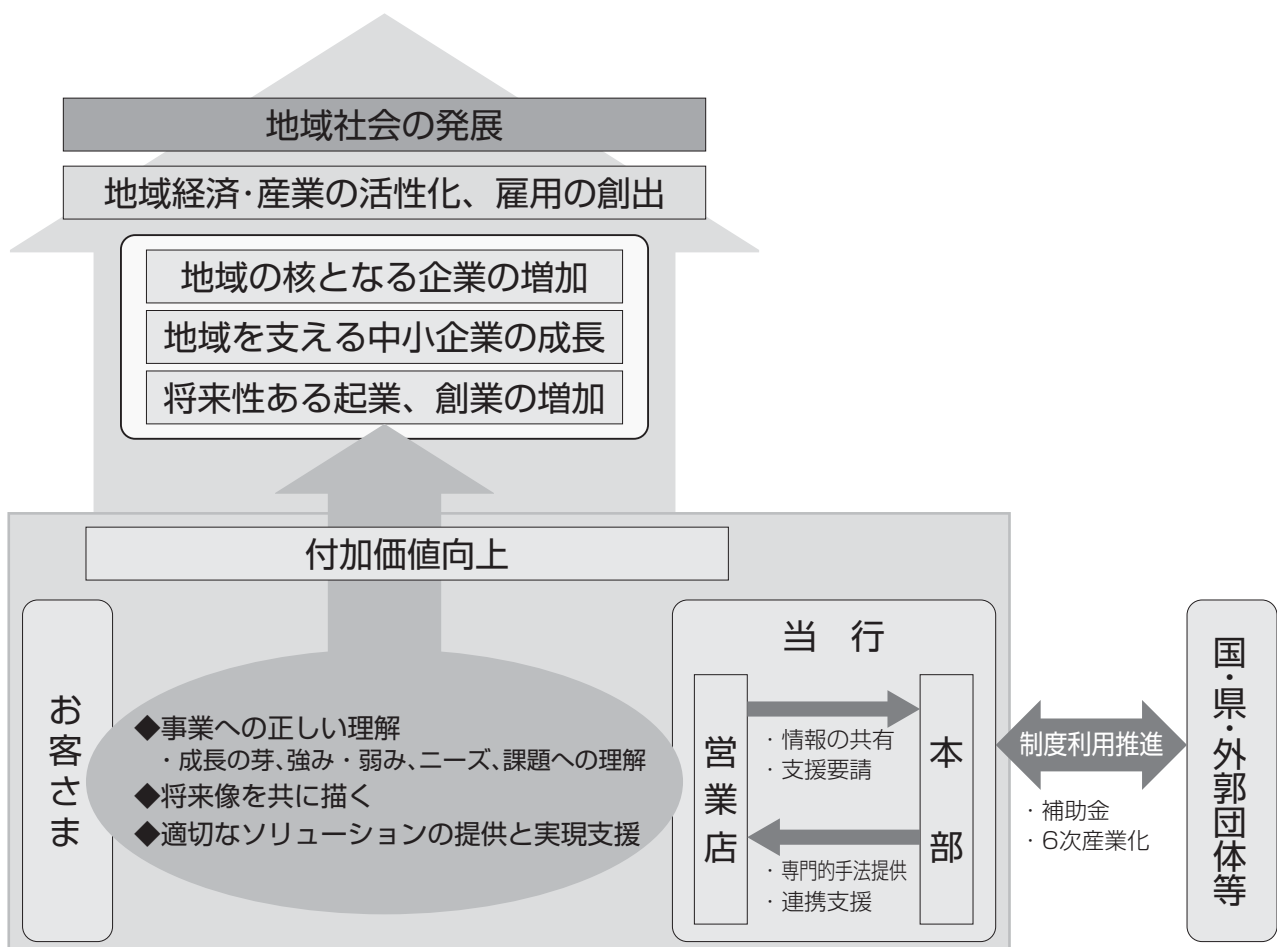 地域社会の発展
地域経済・産業の活性化、雇用の創出
地域の核となる企業の増加
地域を支える中小企業の成長
将来性ある起業、創業の増加
付加価値向上
お客さま
◆事業への正しい理解
・成長の芽、強み・弱み、ニーズ、課題への理解
◆将来像を共に描く
◆適切なソリューションの提供と実現支援
当 行
営業店
・情報の共有
・支援要請
・専門的手法提供
・連携支援
本 部
制度利用推進
・補助金
・6次産業化
国・県・外郭団体等